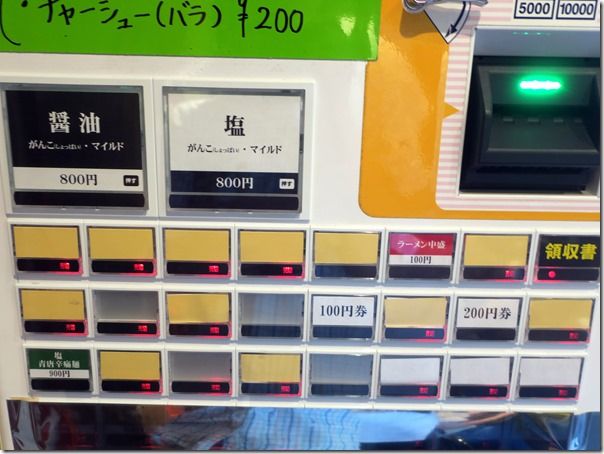 ・チャーシュー(バラ)¥200
5000 10000
醤油
がんこ(しょっぱい)・マイルド
800円 押す
塩
がんこ(しょっぱい)・マイルド
800円 押す
ラーメン中盛
100円
領収書
100円券
200円券
塩
青唐辛痛麺
900円